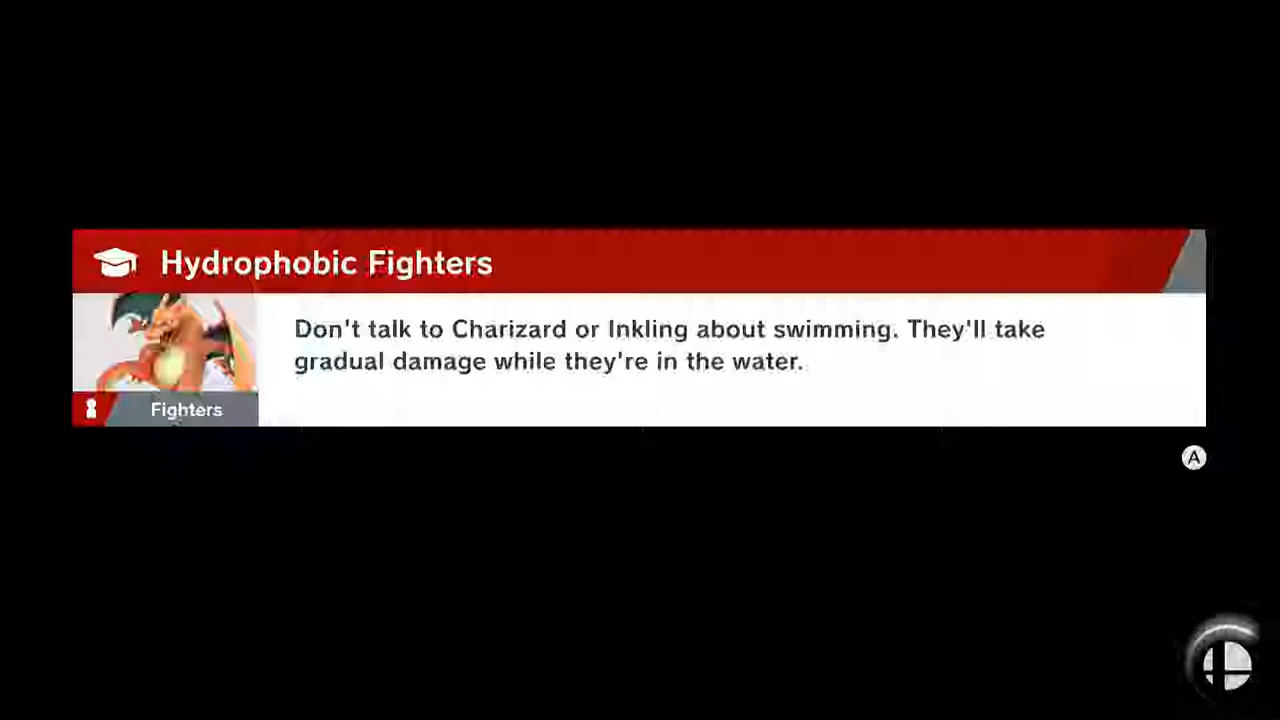 Hydrophobic Fighters
Don't talk to Charizard or Inkling about swimming. They'll take
gradual damage while they're in the water.
Fighters
A